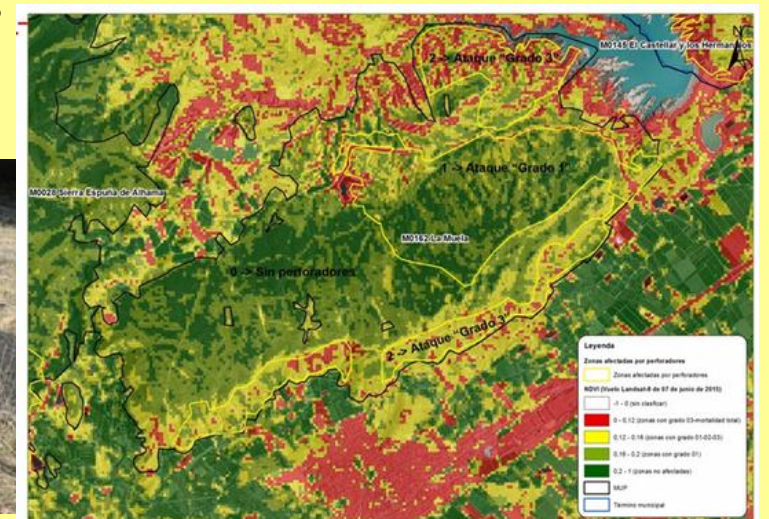 2 -> Ataque "Grado 3"
M0145 El Castellar y los Hermanillos
N
1 -> Ataque "Grado 1"
M0028 Sierra Espuña de Alhama
M0162 La Muela
0 -> Sin perforadores
2 -> Ataque "Grado 3"
Leyenda
Zonas afectadas por perforadores
Zonas afectadas por perforadores
NDVI (Vuelo Landsat-8 de 07 de junio de 2015)
-1 - 0 (sin clasificar)
0 - 0,12 (zonas con grado 03-mortalidad total)
0,12 - 0,16 (zonas con grado 01-02-03)
0,16 - 0,2 (zonas con grado 01)
0,2 - 1 (zonas no afectadas)
MUP
Término municipal